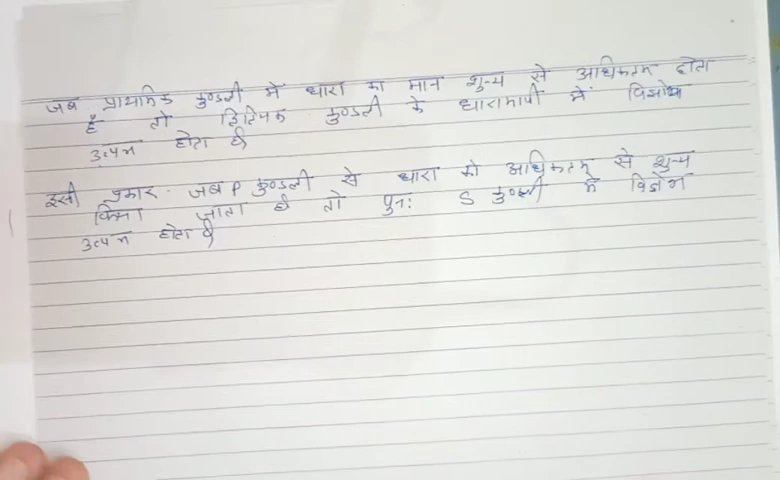 जब प्राथमिक कुण्डली में धारा का मान शुन्य से अधिकतम होता
है तो द्वितियक कुण्डली के धारामापी में विक्षेप
उत्पन्न होता है
इसी प्रकार जब P कुण्डली से धारा को अधिकतम से शुन्य
किया जाता है तो पुनः S कुण्डली में विक्षेप
उत्पन्न होता है